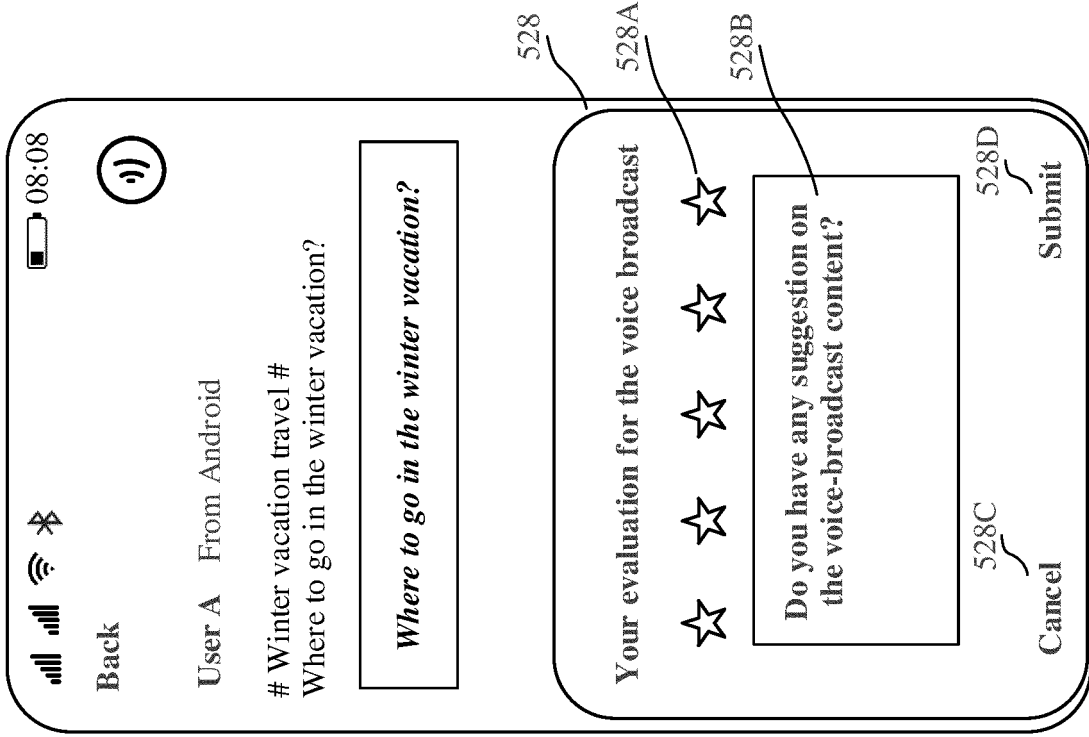 08:08
Back
User A From Android
# Winter vacation travel #
Where to go in the winter vacation?
Where to go in the winter vacation?
528
Your evaluation for the voice broadcast
528A
528B
Do you have any suggestion on
the voice-broadcast content?
528C
528D
Cancel Submit